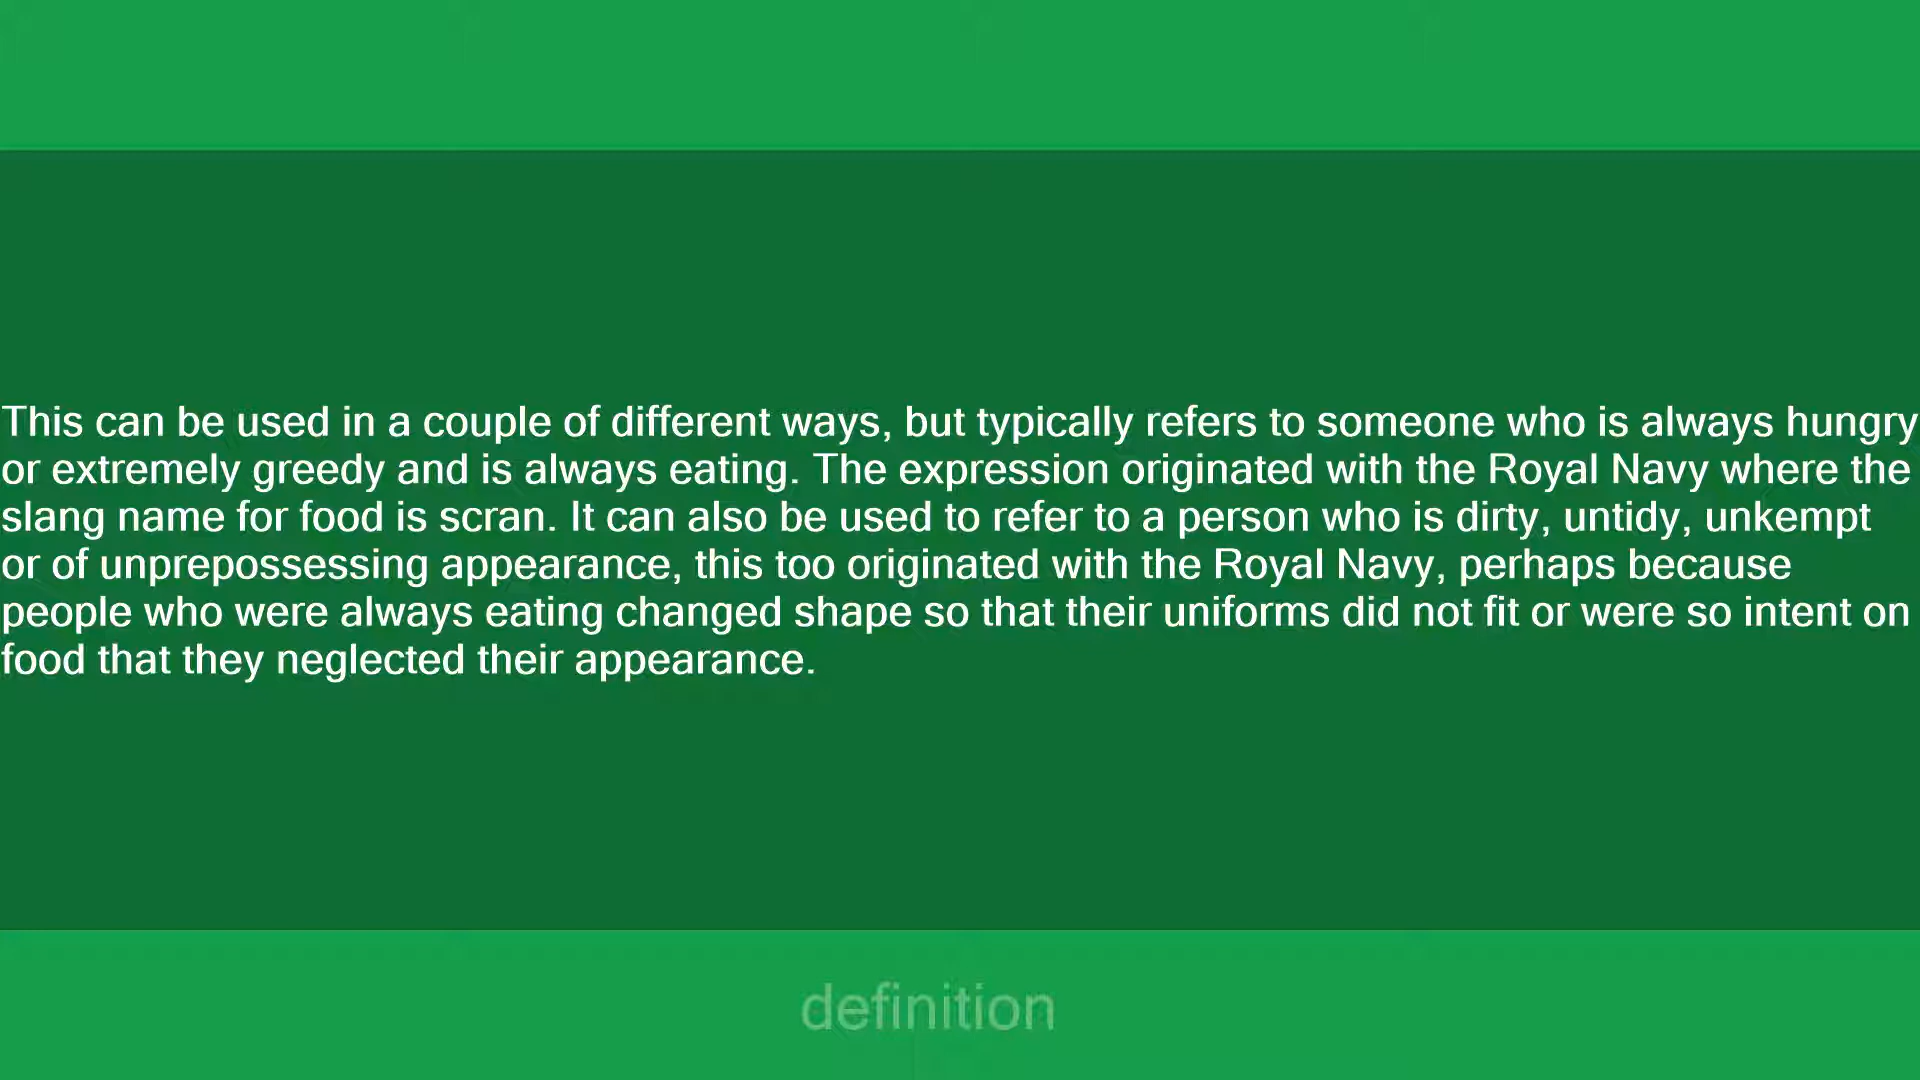 This can be used in a couple of different ways, but typically refers to someone who is always hungry
or extremely greedy and is always eating. The expression originated with the Royal Navy where the
slang name for food is scran. It can also be used to refer to a person who is dirty, untidy, unkempt
or of unprepossessing appearance, this too originated with the Royal Navy, perhaps because
people who were always eating changed shape so that their uniforms did not fit or were so intent on
food that they neglected their appearance.
definition